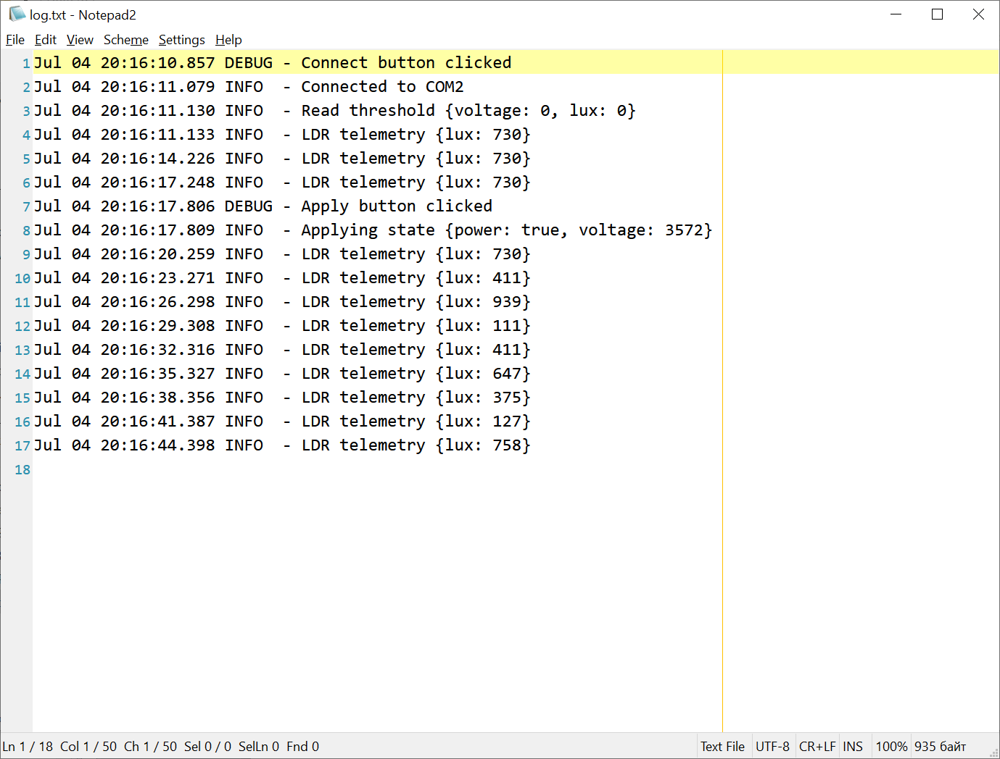 log.txt - Notepad2
File Edit View Scheme Settings Help
1 Jul 04 20:16:10.857 DEBUG - Connect button clicked
2 Jul 04 20:16:11.079 INFO  - Connected to COM2
3 Jul 04 20:16:11.130 INFO  - Read threshold {voltage: 0, lux: 0}
4 Jul 04 20:16:11.133 INFO  - LDR telemetry {lux: 730}
5 Jul 04 20:16:14.226 INFO  - LDR telemetry {lux: 730}
6 Jul 04 20:16:17.248 INFO  - LDR telemetry {lux: 730}
7 Jul 04 20:16:17.806 DEBUG - Apply button clicked
8 Jul 04 20:16:17.809 INFO  - Applying state {power: true, voltage: 3572}
9 Jul 04 20:16:20.259 INFO  - LDR telemetry {lux: 730}
10 Jul 04 20:16:23.271 INFO  - LDR telemetry {lux: 411}
11 Jul 04 20:16:26.298 INFO  - LDR telemetry {lux: 939}
12 Jul 04 20:16:29.308 INFO  - LDR telemetry {lux: 111}
13 Jul 04 20:16:32.316 INFO  - LDR telemetry {lux: 411}
14 Jul 04 20:16:35.327 INFO  - LDR telemetry {lux: 647}
15 Jul 04 20:16:38.356 INFO  - LDR telemetry {lux: 375}
16 Jul 04 20:16:41.387 INFO  - LDR telemetry {lux: 127}
17 Jul 04 20:16:44.398 INFO  - LDR telemetry {lux: 758}
18
Ln 1 / 18 Col 1 / 50 Ch 1 / 50 Sel 0 / 0 SelLn 0 Fnd 0 Text File UTF-8 CR+LF INS 100% 935 байт